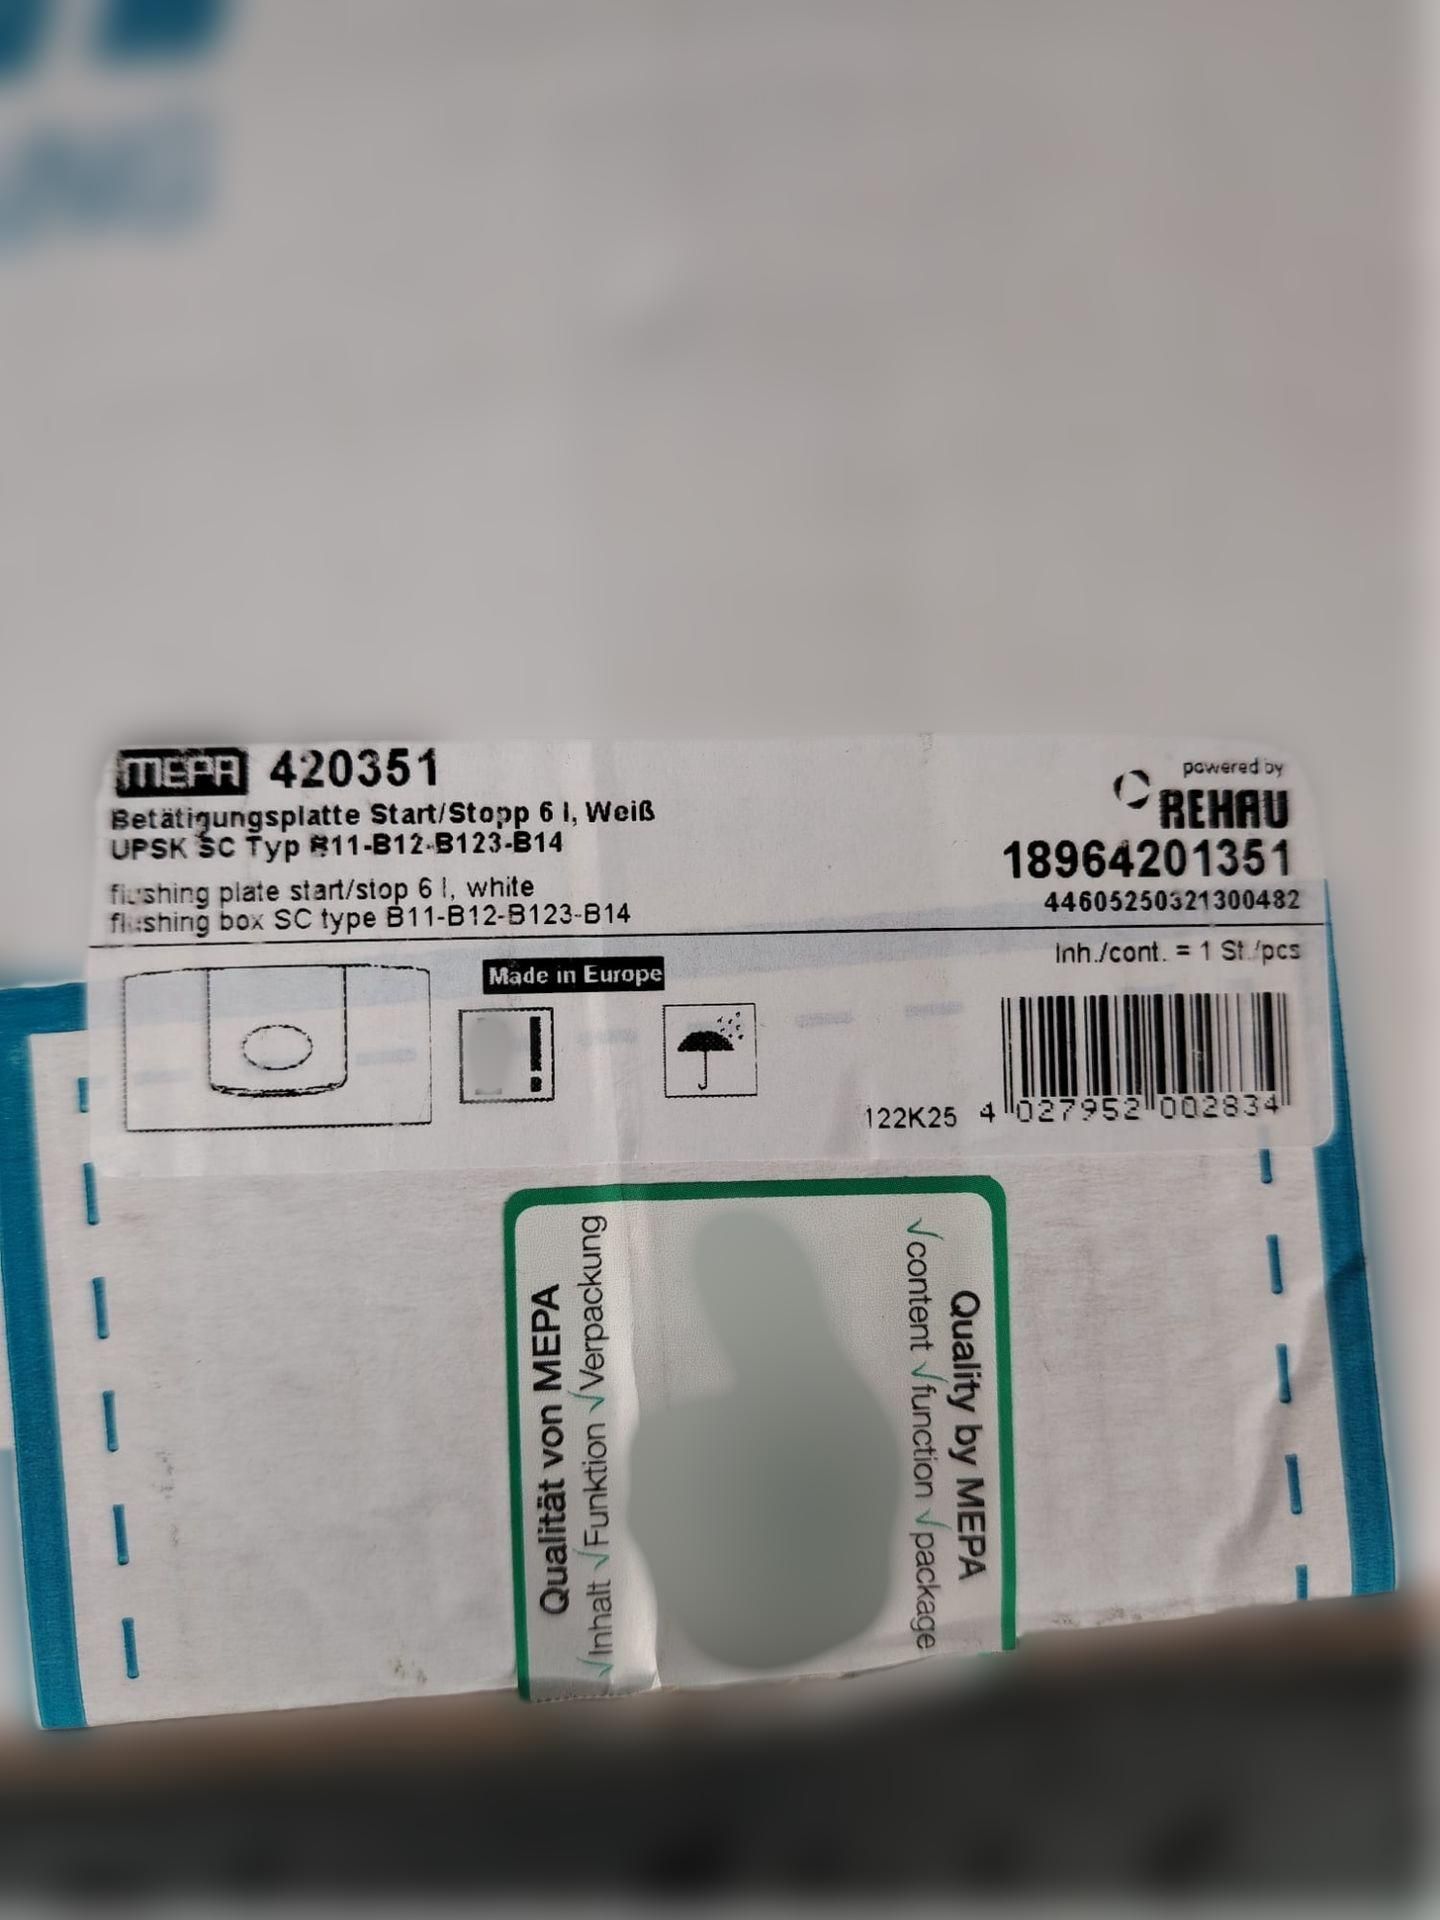 MEPA 420351
Betätigungsplatte Start/Stopp 6 l, Weiß
UPSK SC Typ B11-B12-B123-B14
flushing plate start/stop 6 l, white
flushing box SC type B11-B12-B123-B14
powered by
REHAU
18964201351
44605250321300482
Inh./cont. = 1 St./pcs
Made in Europe
122K25
4 027952 002834
Qualität von MEPA
√Inhalt √Funktion √Verpackung
Quality by MEPA
√content √function √package